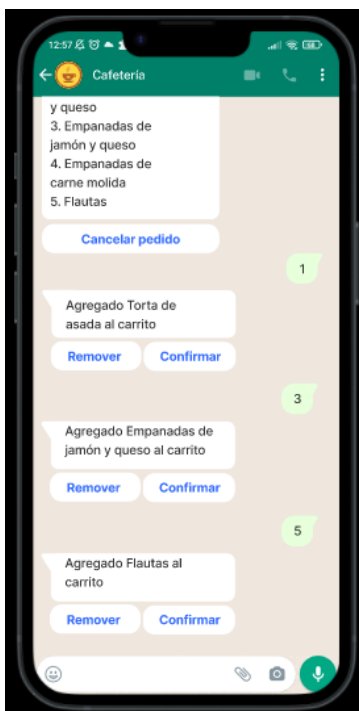 12:57
Cafetería
y queso
3. Empanadas de
jamón y queso
4. Empanadas de
carne molida
5. Flautas
Cancelar pedido
1
Agregado Torta de
asada al carrito
Remover Confirmar
3
Agregado Empanadas de
jamón y queso al carrito
Remover Confirmar
5
Agregado Flautas al
carrito
Remover Confirmar